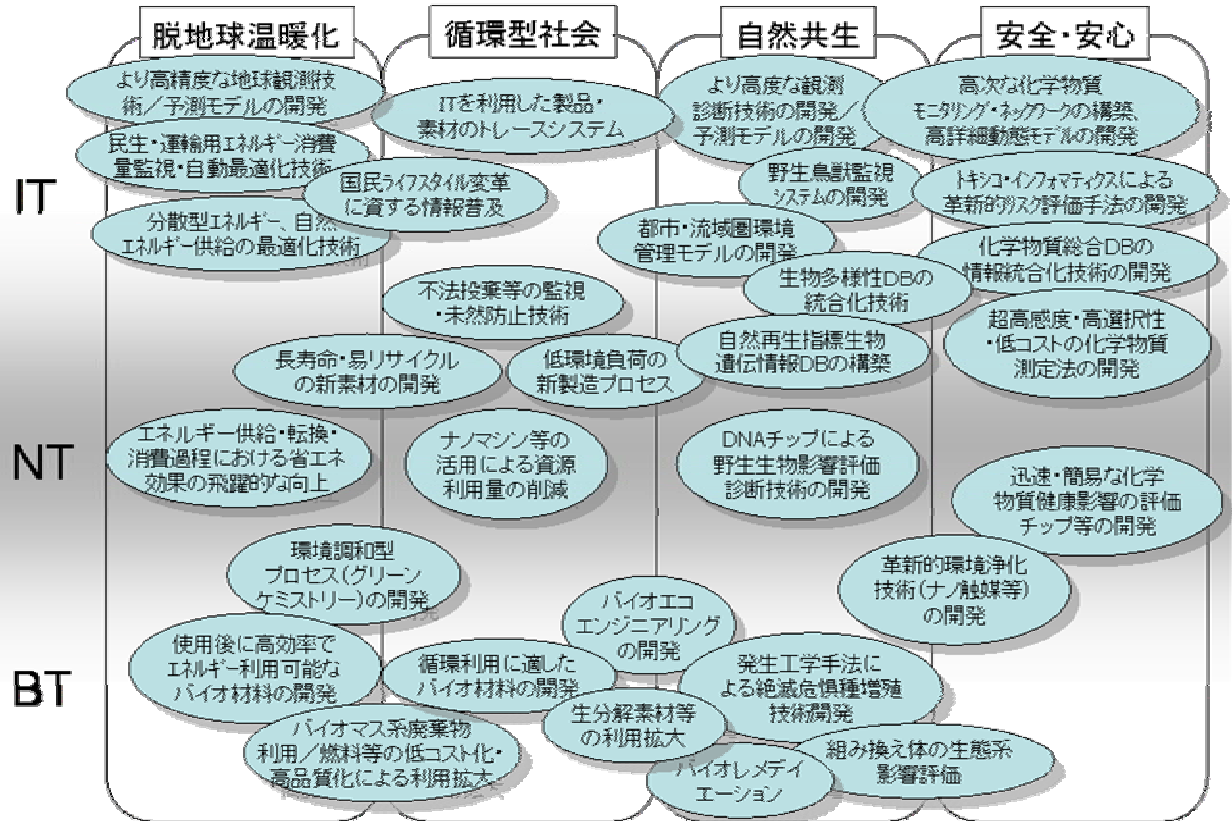 脱地球温暖化
循環型社会
自然共生
安全・安心
IT
より高精度な地球観測技
術／予測モデルの開発
民生・運輸用エネルギー消費
量監視・自動最適化技術
分散型エネルギー、自然
エネルギー供給の最適化技術
ITを利用した製品・
素材のトレースシステム
国民ライフスタイル変革
に資する情報普及
不法投棄等の監視
・未然防止技術
より高度な観測
診断技術の開発／
予測モデルの開発
野生鳥獣監視
システムの開発
都市・流域圏環境
管理モデルの開発
生物多様性DBの
統合化技術
自然再生指標生物
遺伝情報DBの構築
高次な化学物質
モニタリング・ネックワークの構築、
高詳細動態モデルの開発
トキシコ・インフォマティクスによる
革新的リスク評価手法の開発
化学物質総合DBの
情報統合化技術の開発
超高感度・高選択性
・低コストの化学物質
測定法の開発
長寿命・易リサイクル
の新素材の開発
低環境負荷の
新製造プロセス
NT
エネルギー供給・転換・
消費過程における省エネ
効果の飛躍的な向上
ナノマシン等の
活用による資源
利用量の削減
DNAチップによる
野生生物影響評価
診断技術の開発
迅速・簡易な化学
物質健康影響の評価
チップ等の開発
環境調和型
プロセス（グリーン
ケミストリー）の開発
革新的環境浄化
技術（ナノ触媒等）
の開発
BT
バイオエコ
エンジニアリング
の開発
使用後に高効率で
エネルギー利用可能な
バイオ材料の開発
循環利用に適した
バイオ材料の開発
発生工学手法に
よる絶滅危惧種増殖
技術開発
生分解素材等
の利用拡大
バイオマス系廃棄物
利用／燃料等の低コスト化・
高品質化による利用拡大
バイオレメディ
エーション
組み換え体の生態系
影響評価